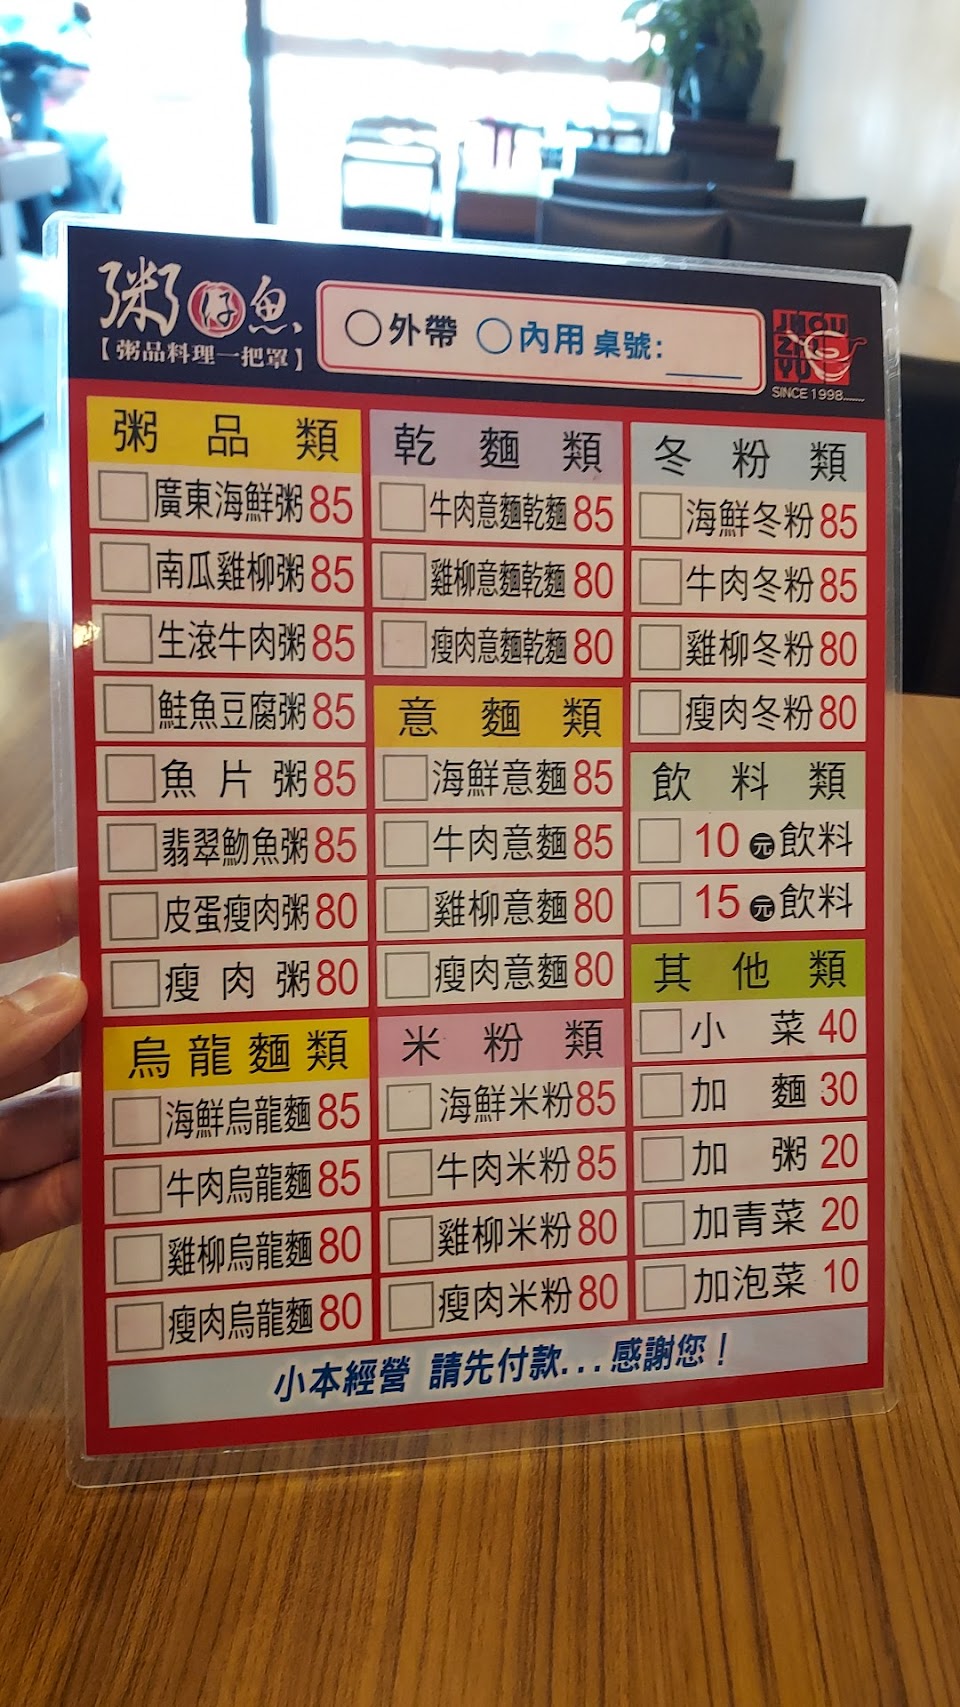 粥仔魚
【粥品料理一把罩】
○外帶 ○內用 桌號:____
JHOU ZAI YU
SINCE 1998........
粥品類
廣東海鮮粥 85
南瓜雞柳粥 85
生滾牛肉粥 85
鮭魚豆腐粥 85
魚片粥 85
翡翠魩魚粥 85
皮蛋瘦肉粥 80
瘦肉粥 80
烏龍麵類
海鮮烏龍麵 85
牛肉烏龍麵 85
雞柳烏龍麵 80
瘦肉烏龍麵 80
乾麵類
牛肉意麵乾麵 85
雞柳意麵乾麵 80
瘦肉意麵乾麵 80
意麵類
海鮮意麵 85
牛肉意麵 85
雞柳意麵 80
瘦肉意麵 80
米粉類
海鮮米粉 85
牛肉米粉 85
雞柳米粉 80
瘦肉米粉 80
冬粉類
海鮮冬粉 85
牛肉冬粉 85
雞柳冬粉 80
瘦肉冬粉 80
飲料類
10元飲料
15元飲料
其他類
小菜 40
加麵 30
加粥 20
加青菜 20
加泡菜 10
小本經營 請先付款...感謝您！